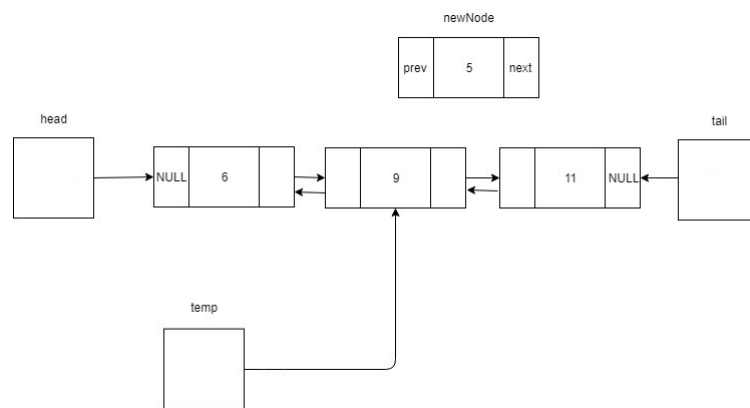 newNode
prev 5 next
head
tail
NULL 6 9 11 NULL
temp